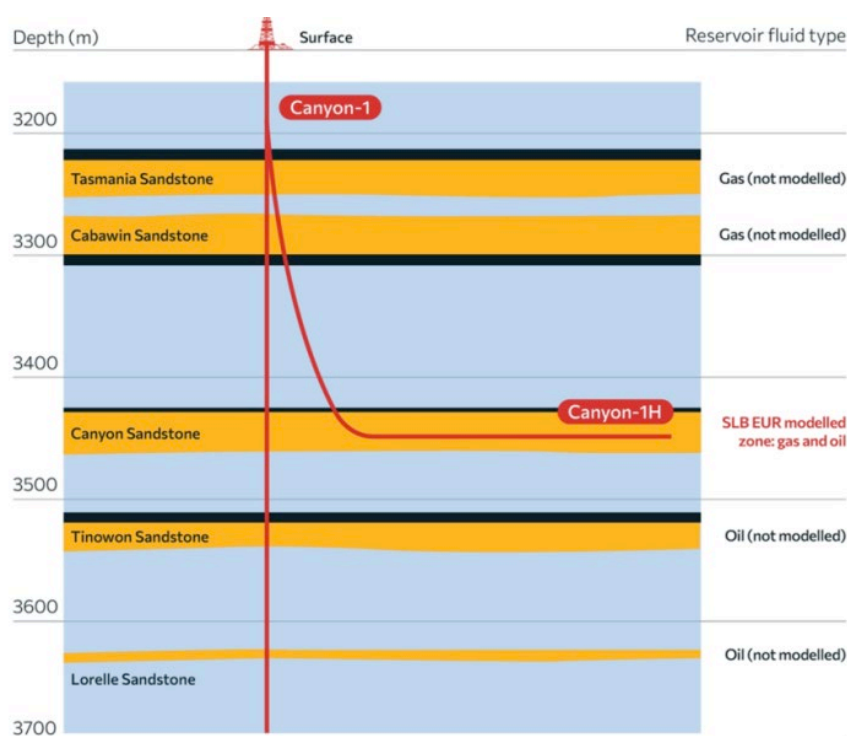 Depth (m)
Surface
Reservoir fluid type
Canyon-1
3200
Tasmania Sandstone
Gas (not modelled)
Cabawin Sandstone
Gas (not modelled)
3300
3400
Canyon-1H
Canyon Sandstone
SLB EUR modelled
zone: gas and oil
3500
Tinowon Sandstone
Oil (not modelled)
3600
Oil (not modelled)
Lorelle Sandstone
3700